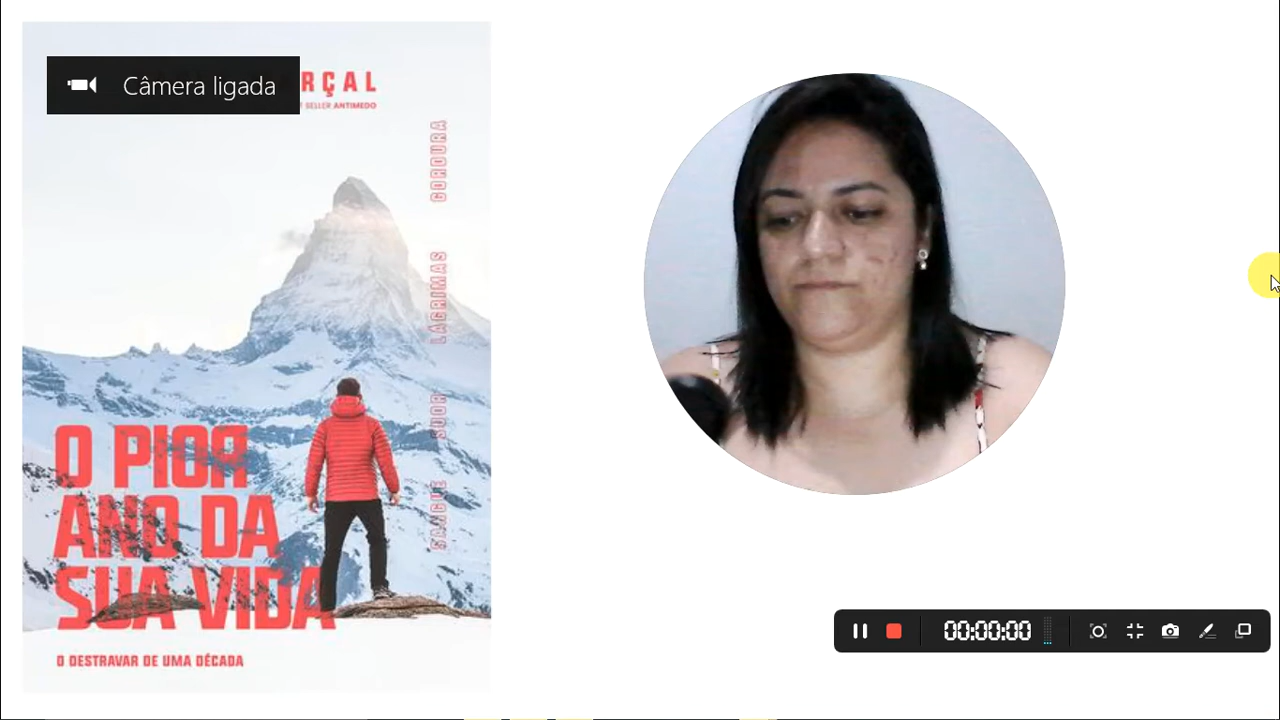 Câmera ligada
RÇAL
SELLER ANTIMEDO
GORDURA
LÁGRIMAS
SUOR
SANGUE
O PIOR
ANO DA
SUA VIDA
O DESTRAVAR DE UMA DÉCADA
00:00:00